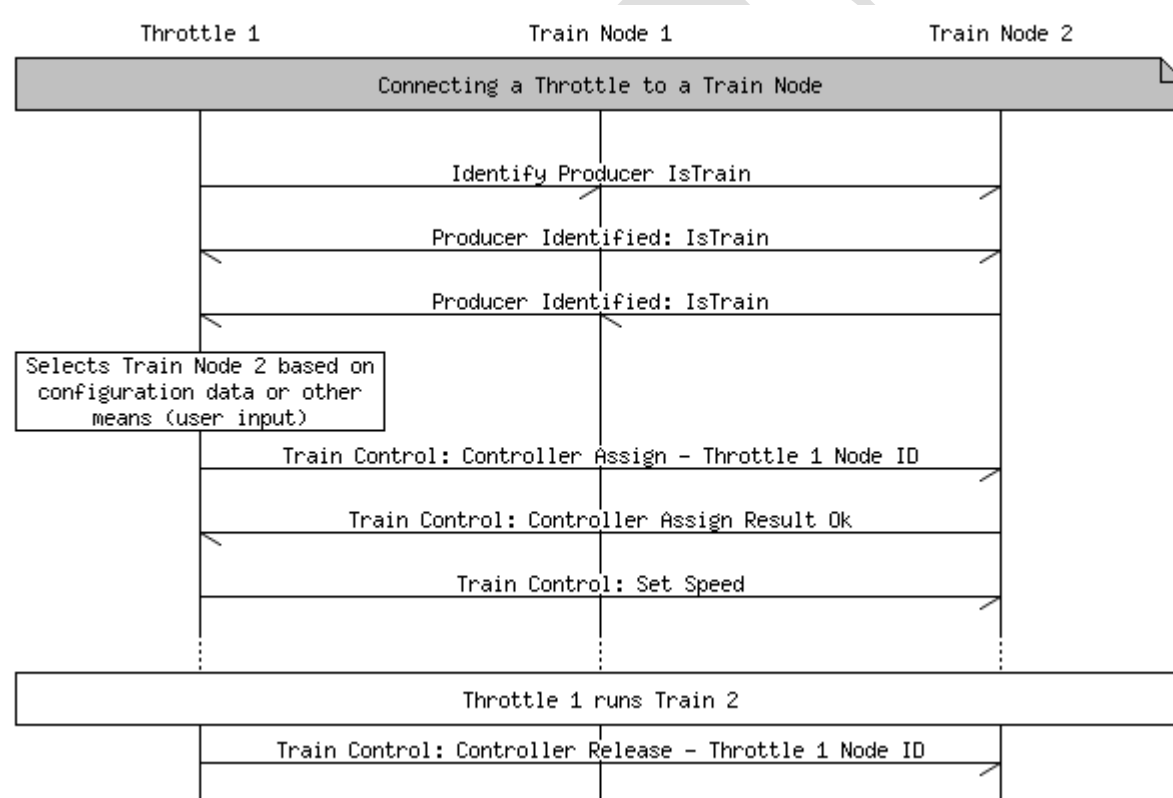 Throttle 1
Train Node 1
Train Node 2
Connecting a Throttle to a Train Node
Identify Producer IsTrain
Producer Identified: IsTrain
Producer Identified: IsTrain
Selects Train Node 2 based on
configuration data or other
means (user input)
Train Control: Controller Assign - Throttle 1 Node ID
Train Control: Controller Assign Result Ok
Train Control: Set Speed
Throttle 1 runs Train 2
Train Control: Controller Release - Throttle 1 Node ID